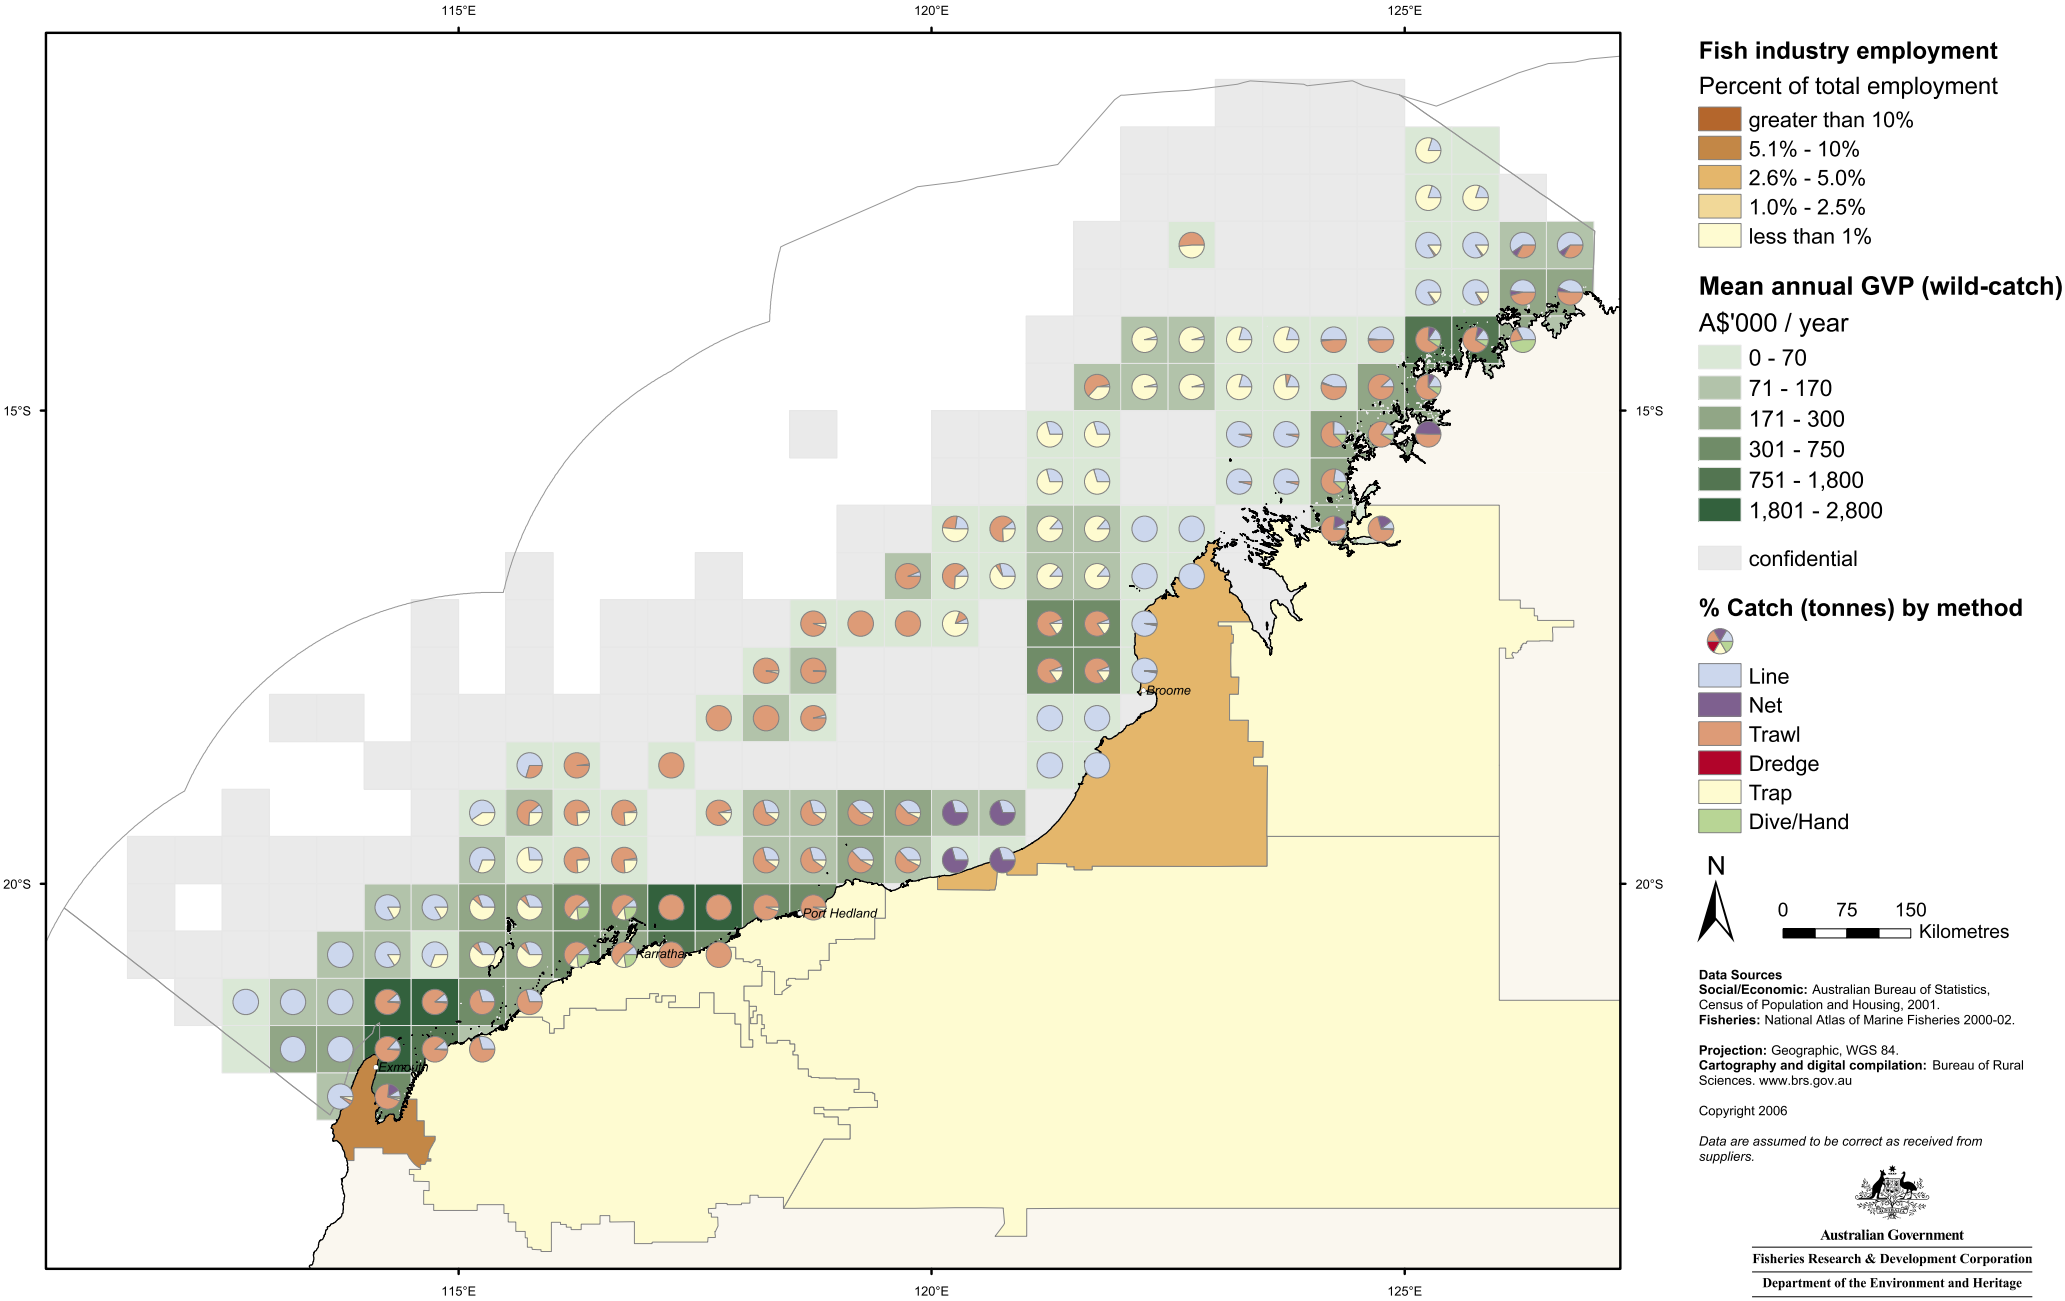 115°E
120°E
125°E
15°S
15°S
20°S
20°S
Broome
Port Hedland
Karratha
Exmouth
115°E
120°E
125°E
Fish industry employment
Percent of total employment
greater than 10%
5.1% - 10%
2.6% - 5.0%
1.0% - 2.5%
less than 1%
Mean annual GVP (wild-catch)
A$'000 / year
0 - 70
71 - 170
171 - 300
301 - 750
751 - 1,800
1,801 - 2,800
confidential
% Catch (tonnes) by method
Line
Net
Trawl
Dredge
Trap
Dive/Hand
N
0 75 150
Kilometres
Data Sources
Social/Economic: Australian Bureau of Statistics,
Census of Population and Housing, 2001.
Fisheries: National Atlas of Marine Fisheries 2000-02.
Projection: Geographic, WGS 84.
Cartography and digital compilation: Bureau of Rural
Sciences. www.brs.gov.au
Copyright 2006
Data are assumed to be correct as received from
suppliers.
Australian Government
Fisheries Research & Development Corporation
Department of the Environment and Heritage